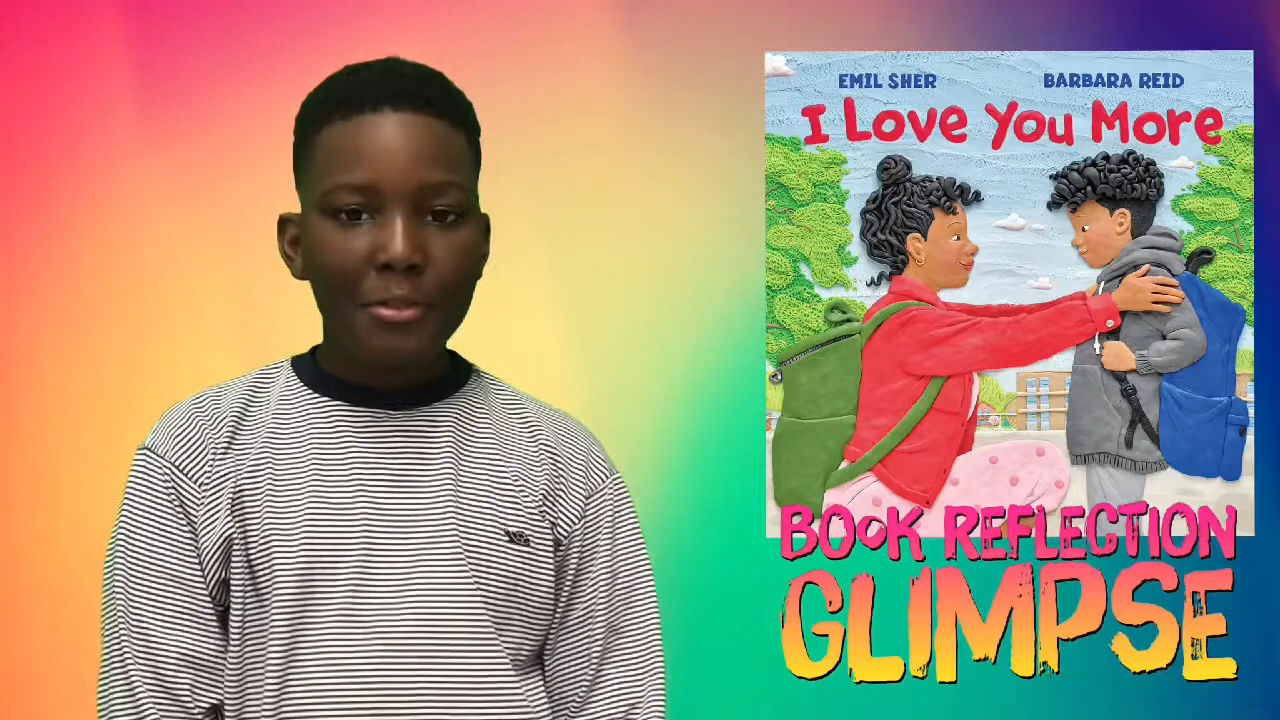 EMIL SHER BARBARA REID
I Love You More
BOOK REFLECTION
GLIMPSE